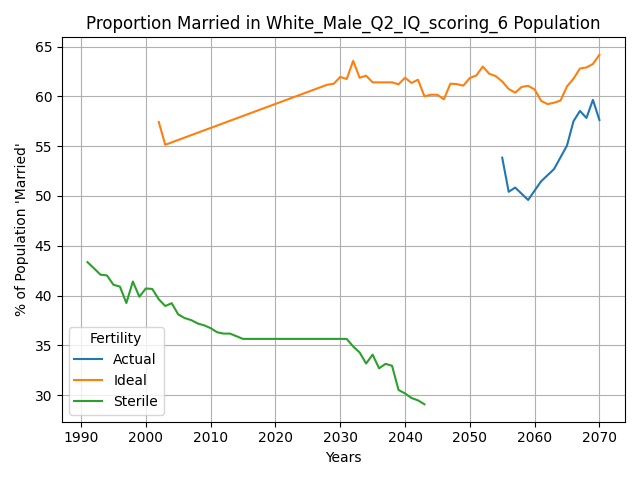 Proportion Married in White_Male_Q2_IQ_scoring_6 Population
% of Population 'Married'
65
60
55
50
45
40
35
30
Fertility
Actual
Ideal
Sterile
1990 2000 2010 2020 2030 2040 2050 2060 2070
Years